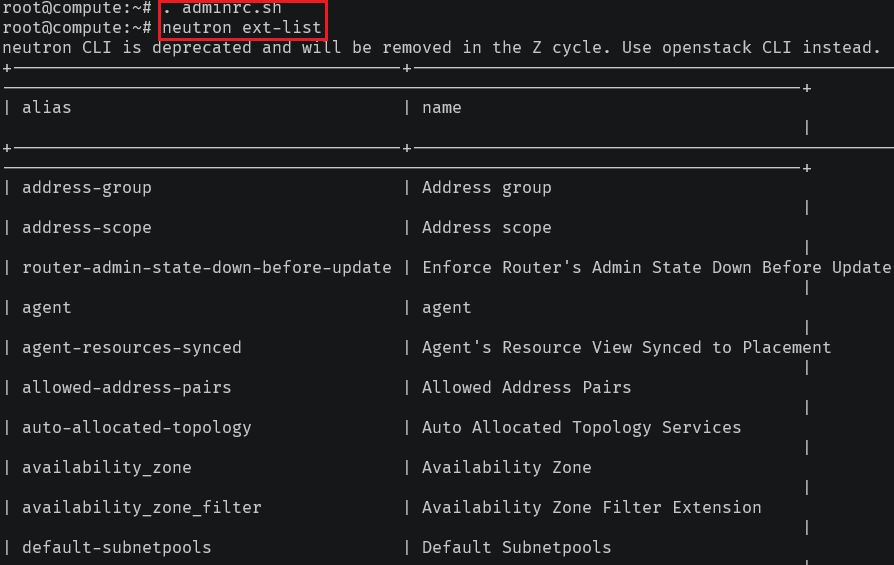 root@compute:~# . adminrc.sh
root@compute:~# neutron ext-list
neutron CLI is deprecated and will be removed in the Z cycle. Use openstack CLI instead.
| alias | name |
| address-group | Address group |
| address-scope | Address scope |
| router-admin-state-down-before-update | Enforce Router's Admin State Down Before Update |
| agent | agent |
| agent-resources-synced | Agent's Resource View Synced to Placement |
| allowed-address-pairs | Allowed Address Pairs |
| auto-allocated-topology | Auto Allocated Topology Services |
| availability_zone | Availability Zone |
| availability_zone_filter | Availability Zone Filter Extension |
| default-subnetpools | Default Subnetpools |